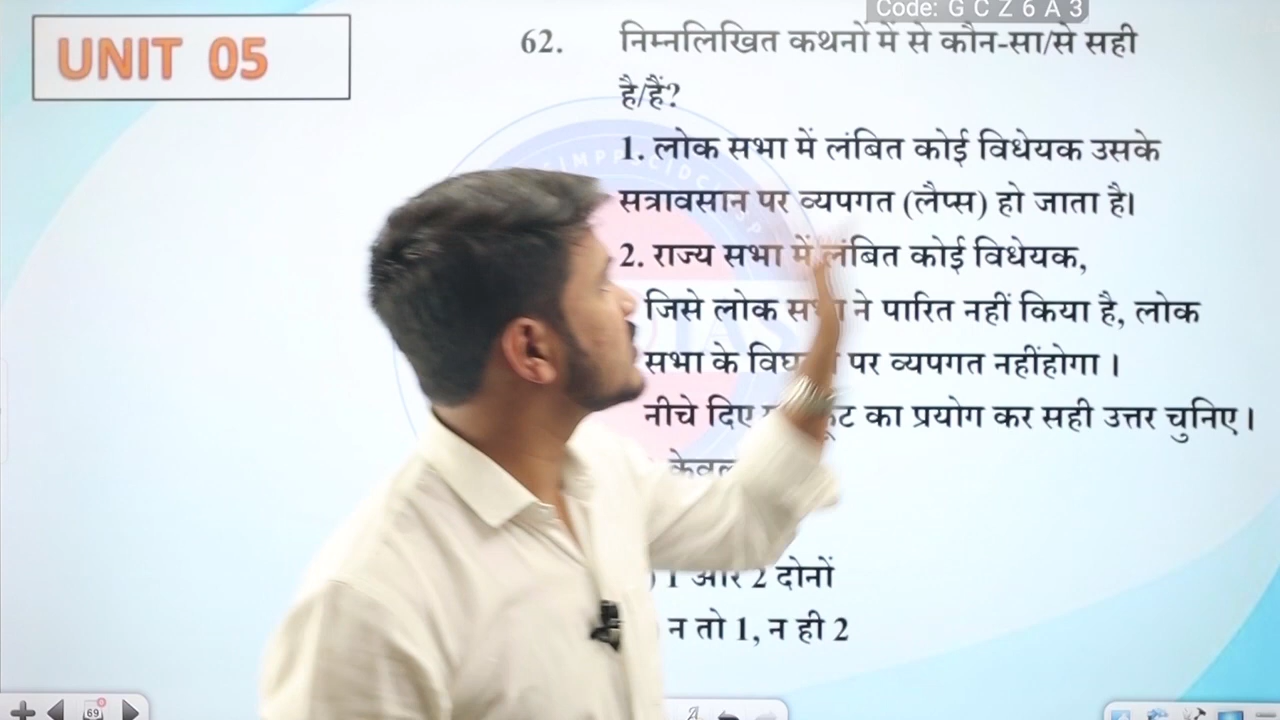 Code: G C Z 6 A 3
UNIT 05
62. निम्नलिखित कथनों में से कौन-सा/से सही
है/हैं?
1. लोक सभा में लंबित कोई विधेयक उसके
सत्रावसान पर व्यपगत (लैप्स) हो जाता है।
2. राज्य सभा में लंबित कोई विधेयक,
जिसे लोक सभा ने पारित नहीं किया है, लोक
सभा के पर व्यपगत नहींहोगा ।
नीचे दिए का प्रयोग कर सही उत्तर चुनिए।
केवल
1 और 2 दोनों
न तो 1, न ही 2
69